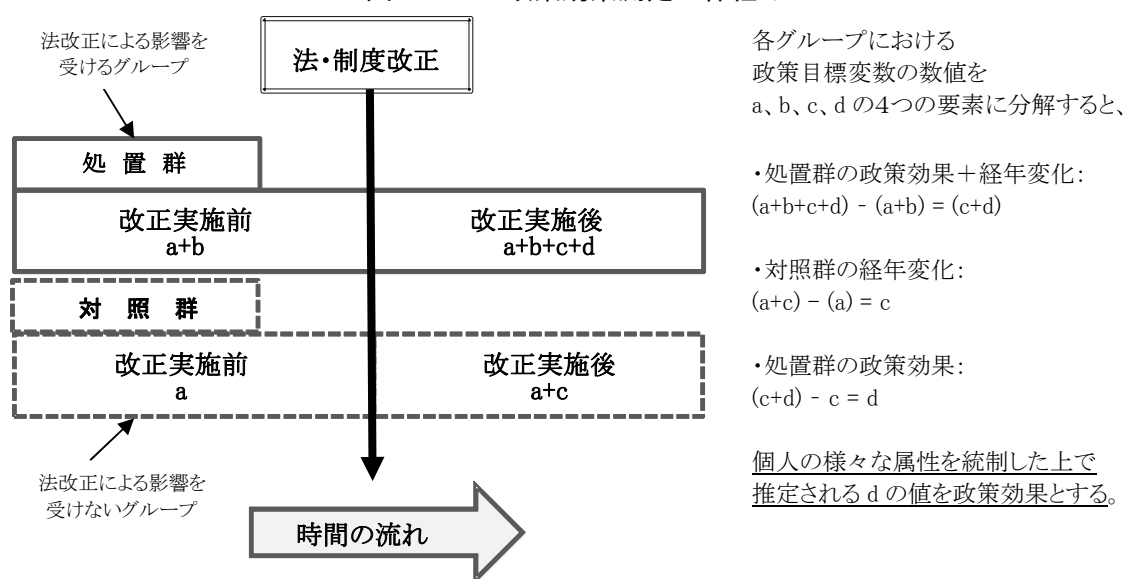 法改正による影響を
受けるグループ
法・制度改正
処 置 群
改正実施前
a+b
改正実施後
a+b+c+d
対 照 群
改正実施前
a
改正実施後
a+c
法改正による影響を
受けないグループ
時間の流れ
各グループにおける
政策目標変数の数値を
a、b、c、d の4つの要素に分解すると、
・処置群の政策効果＋経年変化：
(a+b+c+d) - (a+b) = (c+d)
・対照群の経年変化：
(a+c) − (a) = c
・処置群の政策効果：
(c+d) - c = d
個人の様々な属性を統制した上で
推定される d の値を政策効果とする。